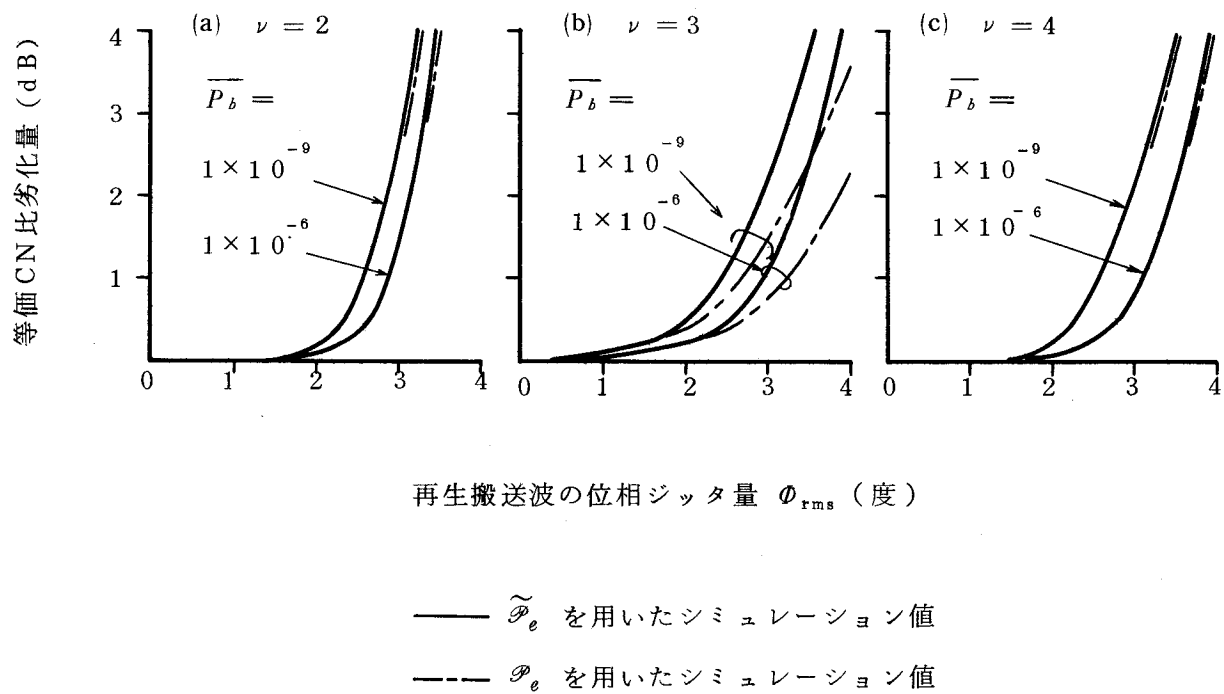 等価CN比劣化量 (dB)
(a) ν = 2
4
3
2
1
P_b =
1×10^-9
1×10^-6
0 1 2 3 4
(b) ν = 3
P_b =
1×10^-9
1×10^-6
0 1 2 3 4
(c) ν = 4
P_b =
1×10^-9
1×10^-6
0 1 2 3 4
再生搬送波の位相ジッタ量 Φrms (度)
𝒫̃e を用いたシミュレーション値
𝒫e を用いたシミュレーション値